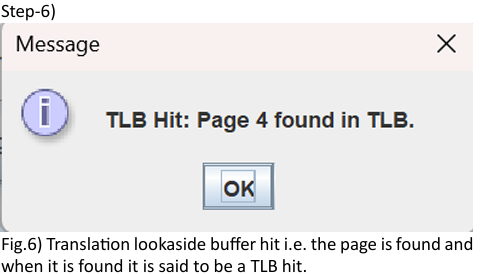 Step-6)
Message
TLB Hit: Page 4 found in TLB.
OK
Fig.6) Translation lookaside buffer hit i.e. the page is found and
when it is found it is said to be a TLB hit.